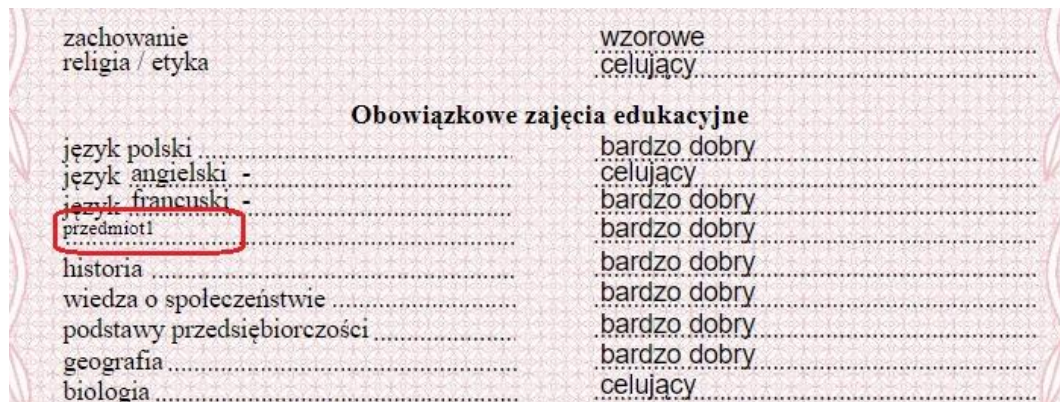 zachowanie wzorowe
religia / etyka celujący
Obowiązkowe zajęcia edukacyjne
język polski bardzo dobry
język angielski - celujący
język francuski - bardzo dobry
przedmiot1 bardzo dobry
historia bardzo dobry
wiedza o społeczeństwie bardzo dobry
podstawy przedsiębiorczości bardzo dobry
geografia bardzo dobry
biologia celujący